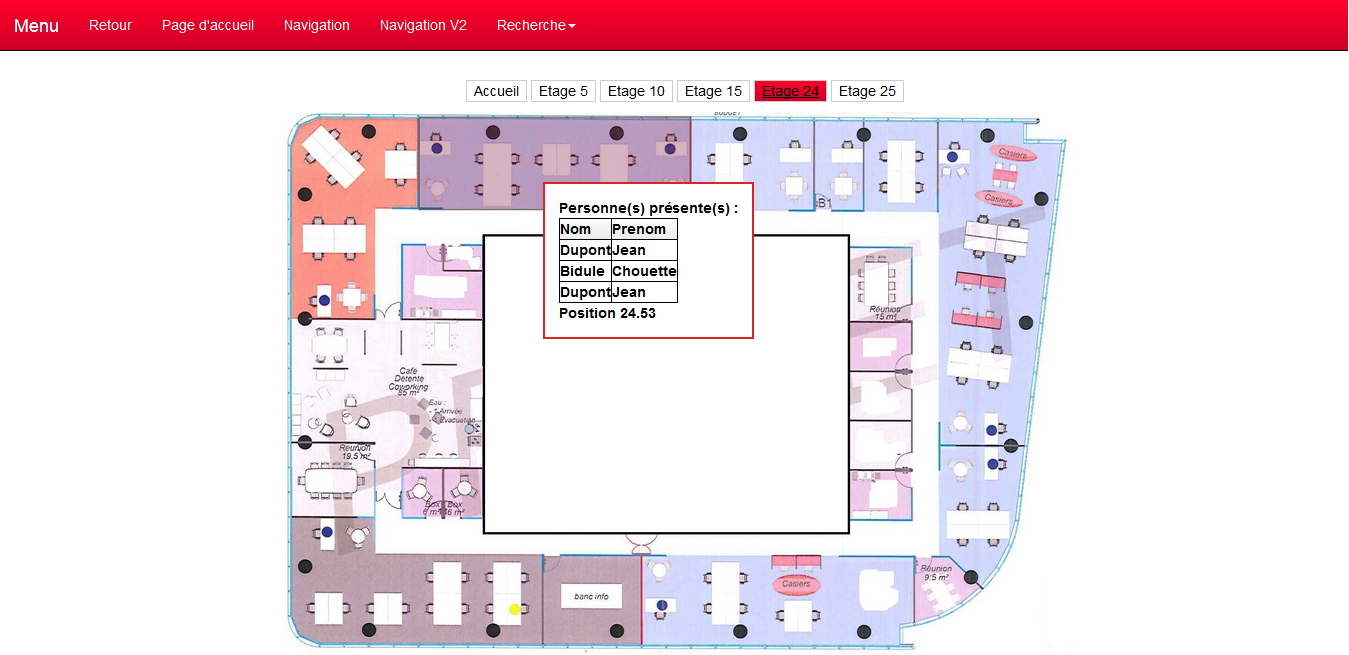 Menu Retour Page d'accueil Navigation Navigation V2 Recherche
Accueil Etage 5 Etage 10 Etage 15 Etage 24 Etage 25
BUDGET
Casiers
Casiers
B1
Personne(s) présente(s) :
Nom Prenom
Dupont Jean
Bidule Chouette
Dupont Jean
Position 24.53
Réunion
15 m²
Café
Détente
Coworking
85 m²
Eau :
- 1 Arrivée
- 1 Evacuation
Réunion
19.5 m²
Box Box
6 m² 6 m²
Réunion
9.5 m²
Casiers
banc info